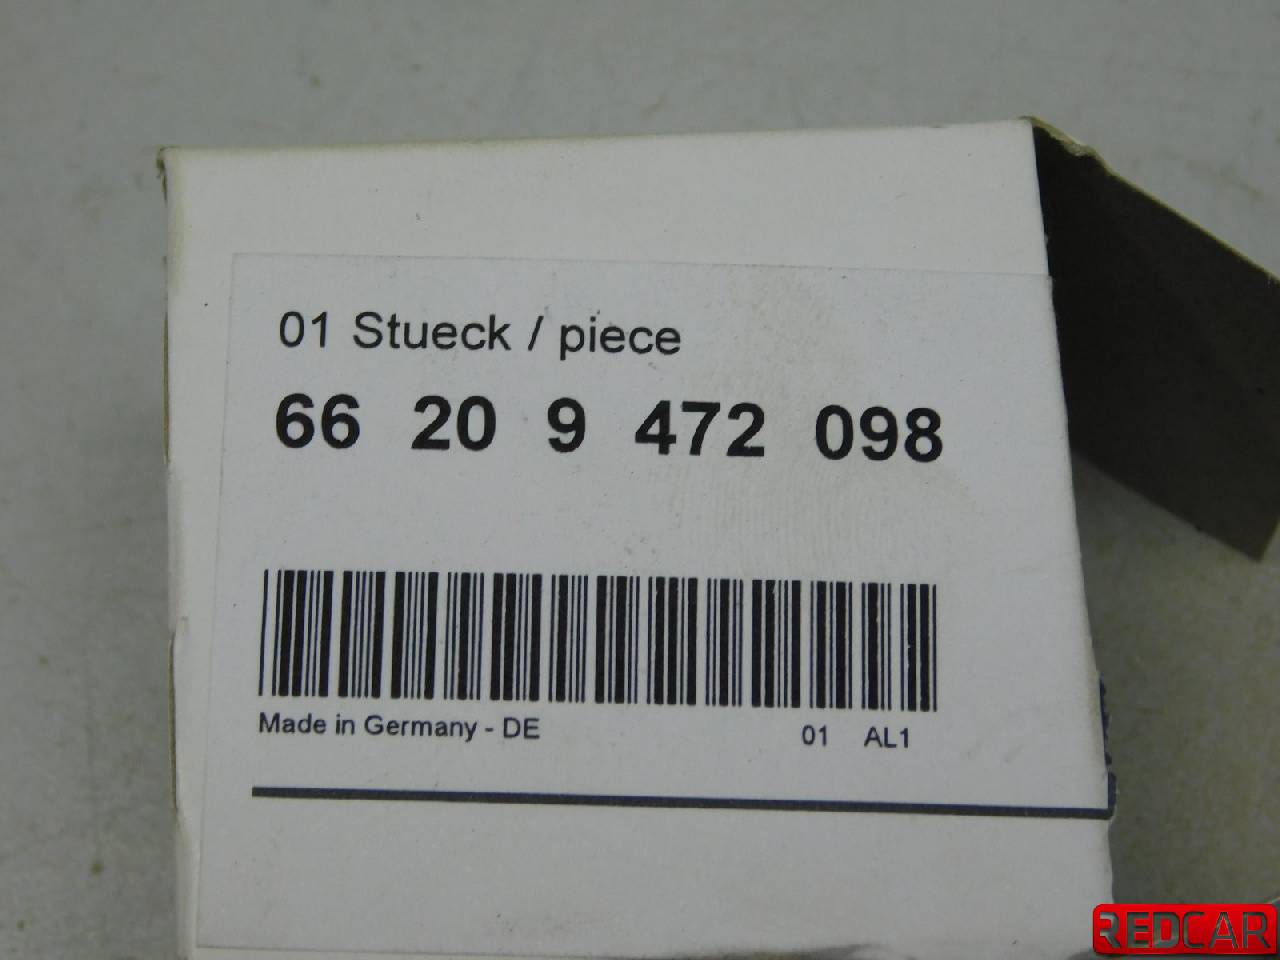 01 Stueck / piece
66 20 9 472 098
Made in Germany - DE 01 AL1
REDCAR